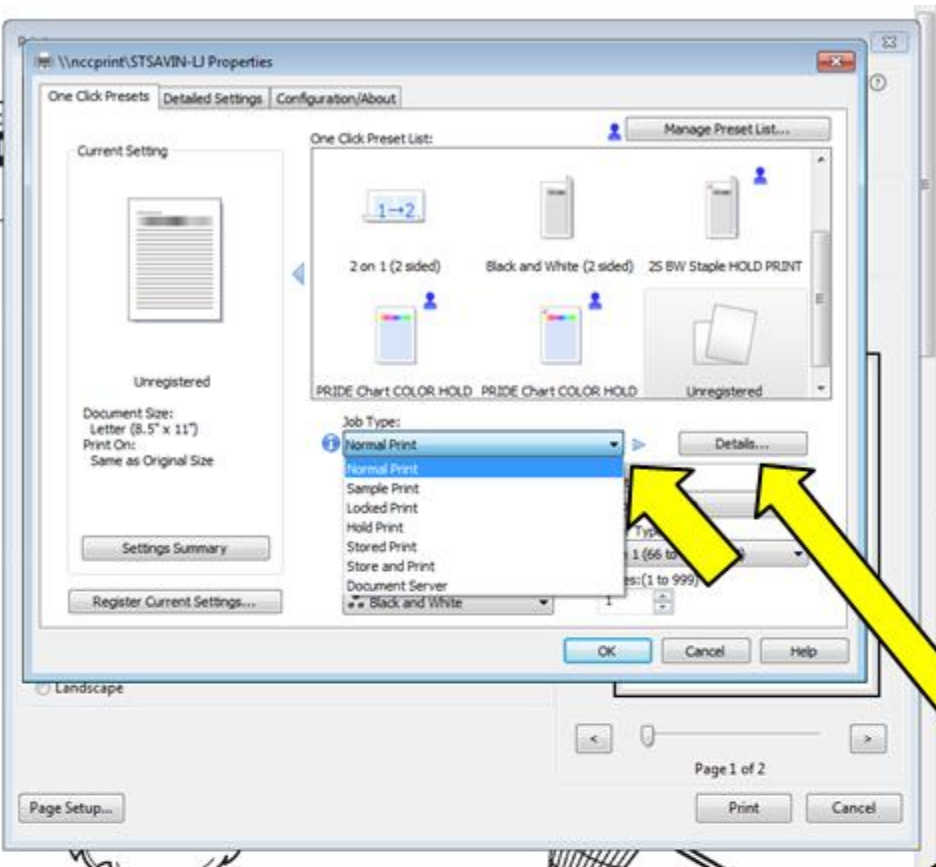 \\nccprint\STSAVIN-LJ Properties
One Click Presets Detailed Settings Configuration/About
Current Setting
One Click Preset List:
Manage Preset List...
1→2
2 on 1 (2 sided) Black and White (2 sided) 2S BW Staple HOLD PRINT
PRIDE Chart COLOR HOLD PRIDE Chart COLOR HOLD Unregistered
Unregistered
Document Size:
Letter (8.5" x 11")
Print On:
Same as Original Size
Settings Summary
Register Current Settings...
Job Type:
Normal Print
Details...
Normal Print
Sample Print
Locked Print
Hold Print
Stored Print
Store and Print
Document Server
Black and White
1 (66 to
(1 to 999)
1
OK Cancel Help
Landscape
< >
Page 1 of 2
Page Setup... Print Cancel